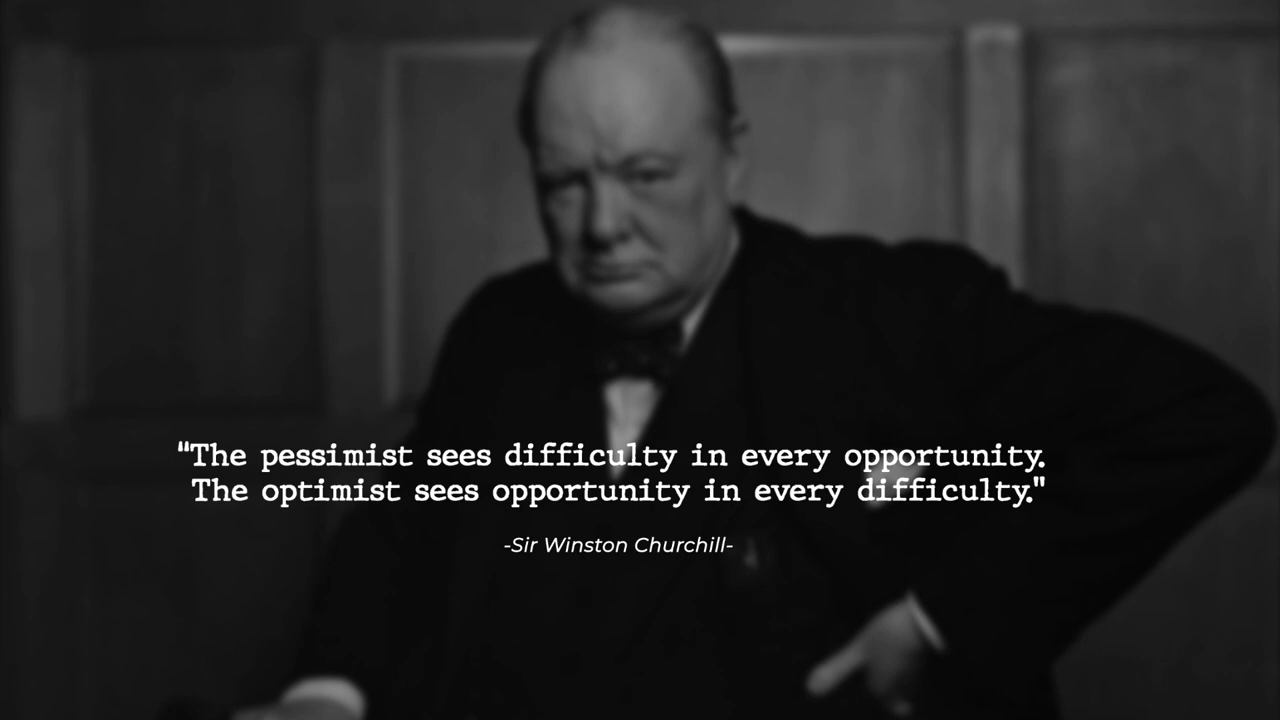 "The pessimist sees difficulty in every opportunity.
The optimist sees opportunity in every difficulty."
-Sir Winston Churchill-